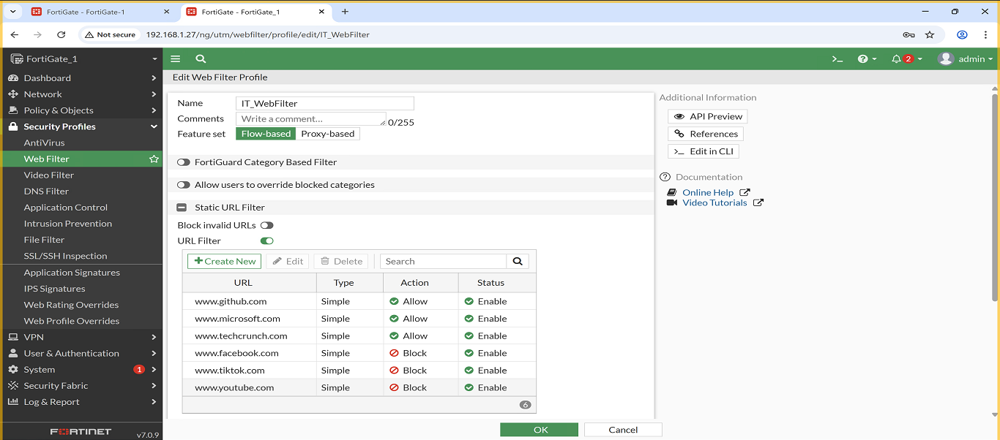 FortiGate - FortiGate-1
FortiGate - FortiGate_1
Not secure 192.168.1.27/ng/utm/webfilter/profile/edit/IT_WebFilter
FortiGate_1
2 admin
Dashboard
Network
Policy & Objects
Security Profiles
AntiVirus
Web Filter
Video Filter
DNS Filter
Application Control
Intrusion Prevention
File Filter
SSL/SSH Inspection
Application Signatures
IPS Signatures
Web Rating Overrides
Web Profile Overrides
VPN
User & Authentication
System 1
Security Fabric
Log & Report
FORTINET v7.0.9
Edit Web Filter Profile
Name IT_WebFilter
Comments Write a comment... 0/255
Feature set Flow-based Proxy-based
FortiGuard Category Based Filter
Allow users to override blocked categories
Static URL Filter
Block invalid URLs
URL Filter
Create New Edit Delete Search
URL Type Action Status
www.github.com Simple Allow Enable
www.microsoft.com Simple Allow Enable
www.techcrunch.com Simple Allow Enable
www.facebook.com Simple Block Enable
www.tiktok.com Simple Block Enable
www.youtube.com Simple Block Enable
6
OK Cancel
Additional Information
API Preview
References
>_ Edit in CLI
Documentation
Online Help
Video Tutorials